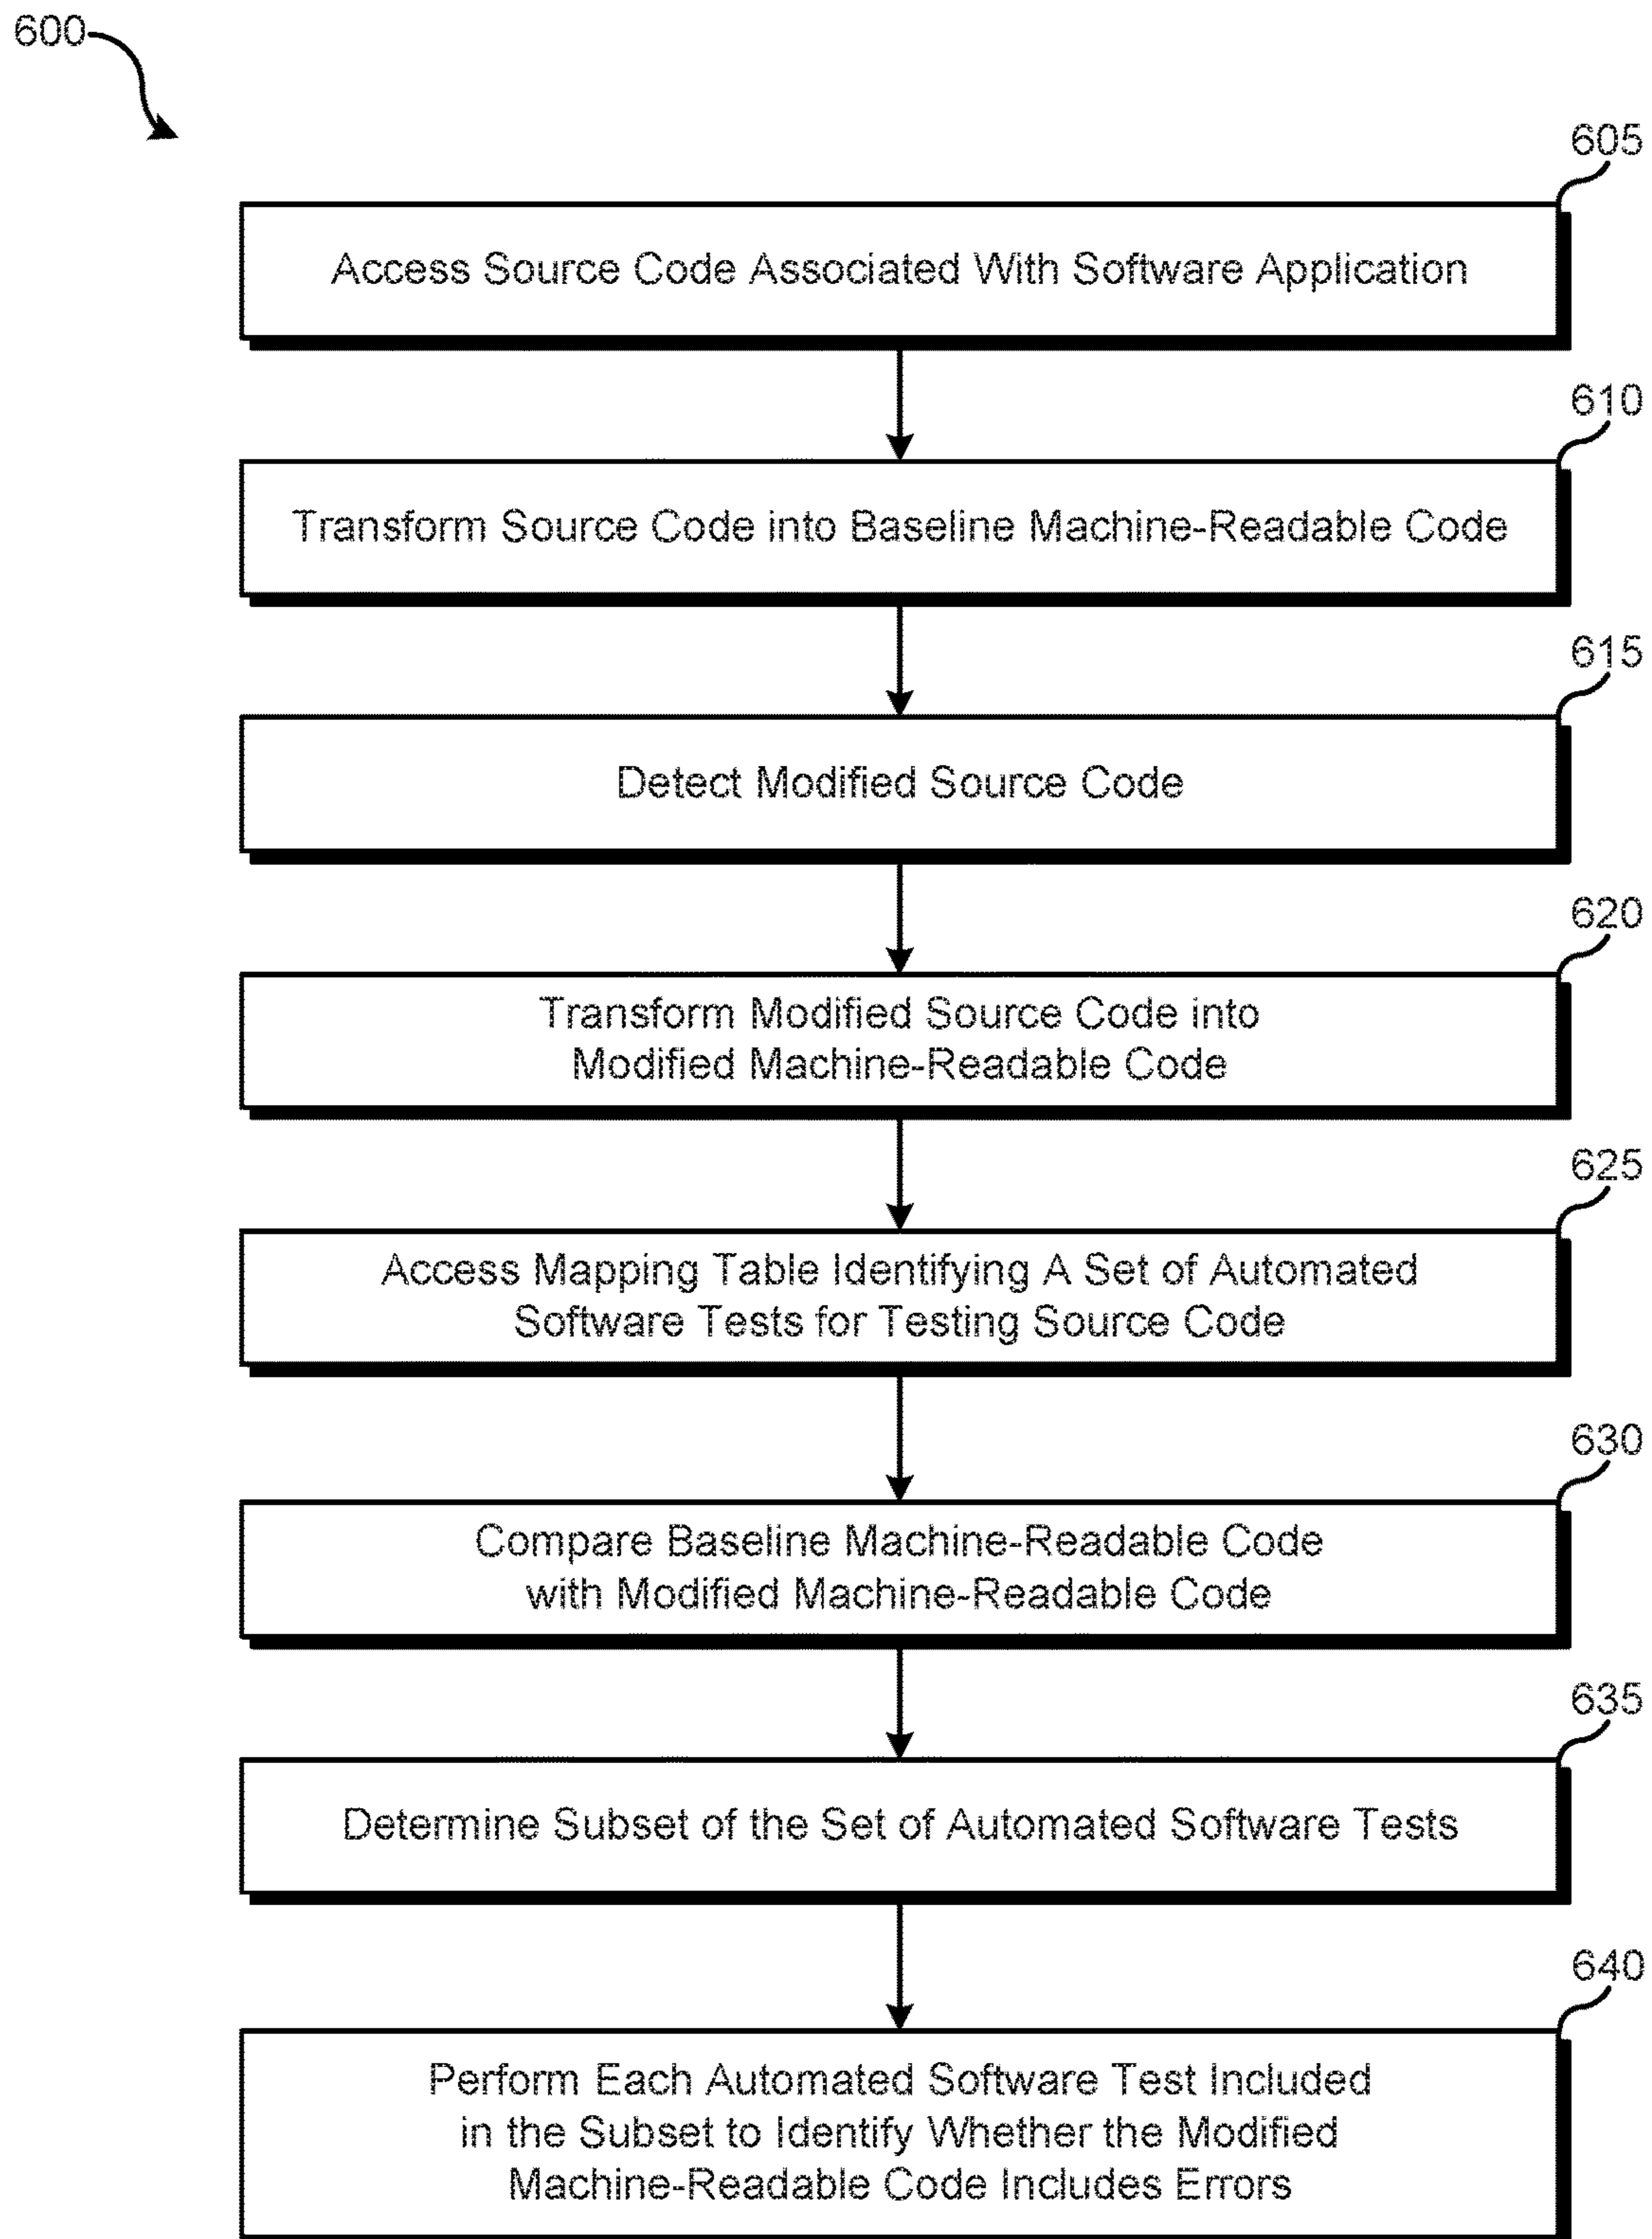 600
605
Access Source Code Associated With Software Application
610
Transform Source Code into Baseline Machine-Readable Code
615
Detect Modified Source Code
620
Transform Modified Source Code into
Modified Machine-Readable Code
625
Access Mapping Table Identifying A Set of Automated
Software Tests for Testing Source Code
630
Compare Baseline Machine-Readable Code
with Modified Machine-Readable Code
635
Determine Subset of the Set of Automated Software Tests
640
Perform Each Automated Software Test Included
in the Subset to Identify Whether the Modified
Machine-Readable Code Includes Errors